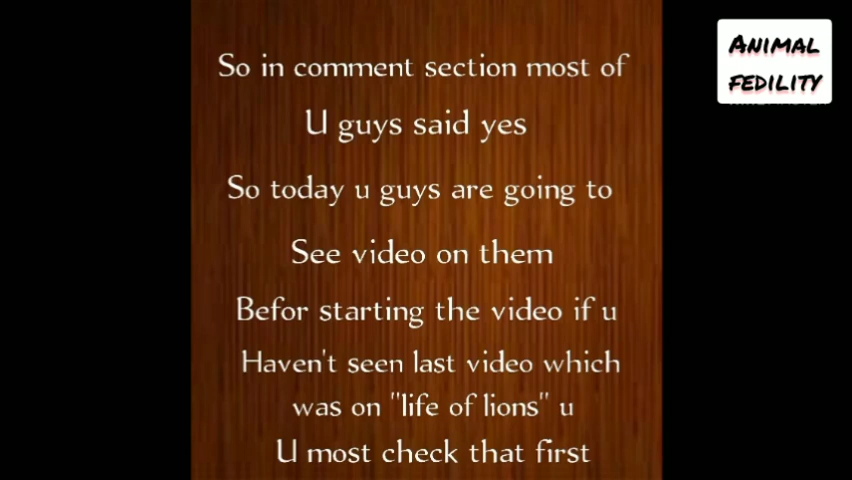 So in comment section most of
U guys said yes
So today u guys are going to
See video on them
Befor starting the video if u
Haven't seen last video which
was on "life of lions" u
U most check that first
ANIMAL
FEDILITY